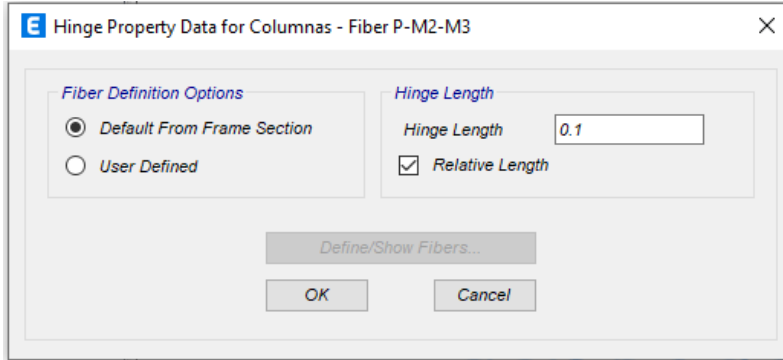 E Hinge Property Data for Columnas - Fiber P-M2-M3
Fiber Definition Options
Default From Frame Section
User Defined
Hinge Length
Hinge Length 0.1
Relative Length
Define/Show Fibers...
OK Cancel